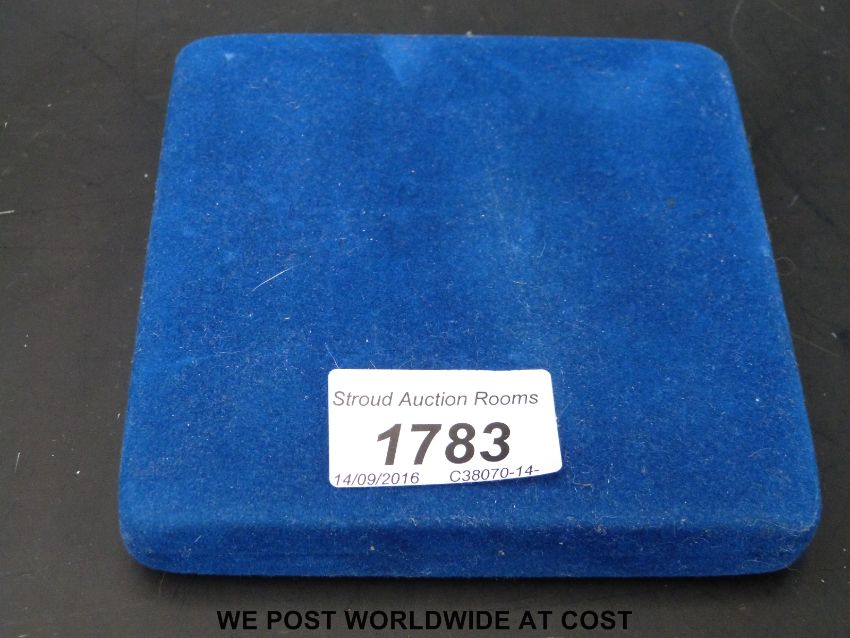 Stroud Auction Rooms
1783
14/09/2016 C38070-14-
WE POST WORLDWIDE AT COST